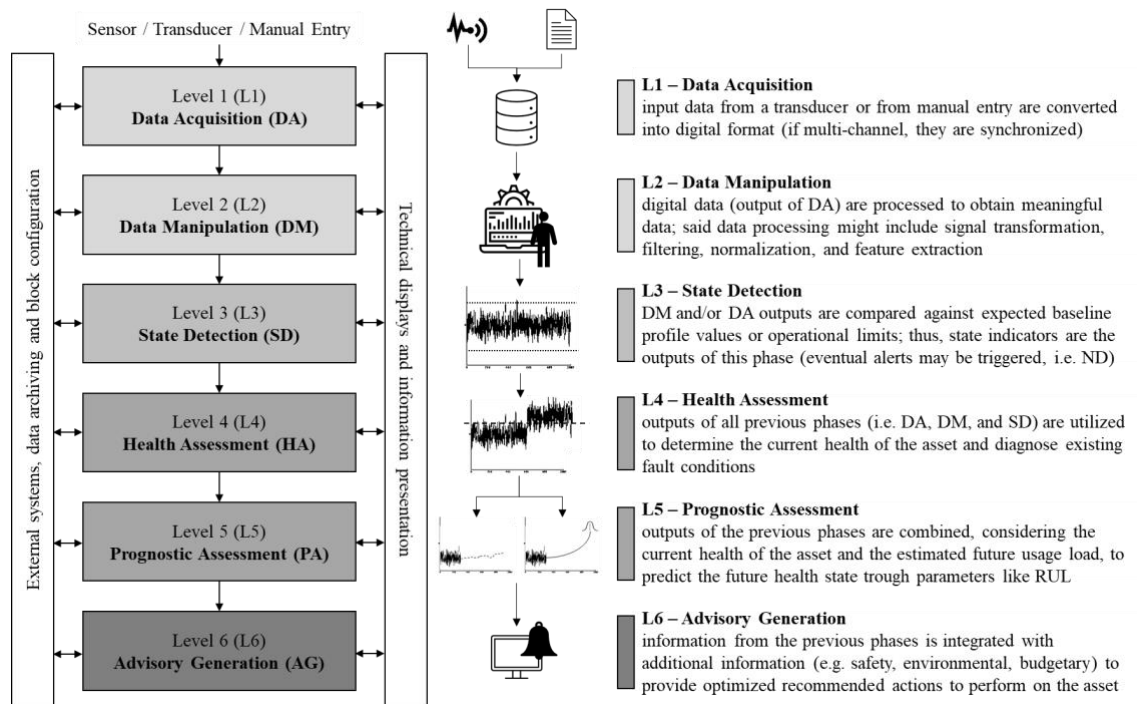 Sensor / Transducer / Manual Entry
External systems, data archiving and block configuration
Level 1 (L1)
Data Acquisition (DA)
Level 2 (L2)
Data Manipulation (DM)
Level 3 (L3)
State Detection (SD)
Level 4 (L4)
Health Assessment (HA)
Level 5 (L5)
Prognostic Assessment (PA)
Level 6 (L6)
Advisory Generation (AG)
Technical displays and information presentation
L1 – Data Acquisition
input data from a transducer or from manual entry are converted
into digital format (if multi-channel, they are synchronized)
L2 – Data Manipulation
digital data (output of DA) are processed to obtain meaningful
data; said data processing might include signal transformation,
filtering, normalization, and feature extraction
L3 – State Detection
DM and/or DA outputs are compared against expected baseline
profile values or operational limits; thus, state indicators are the
outputs of this phase (eventual alerts may be triggered, i.e. ND)
L4 – Health Assessment
outputs of all previous phases (i.e. DA, DM, and SD) are utilized
to determine the current health of the asset and diagnose existing
fault conditions
L5 – Prognostic Assessment
outputs of the previous phases are combined, considering the
current health of the asset and the estimated future usage load, to
predict the future health state trough parameters like RUL
L6 – Advisory Generation
information from the previous phases is integrated with
additional information (e.g. safety, environmental, budgetary) to
provide optimized recommended actions to perform on the asset